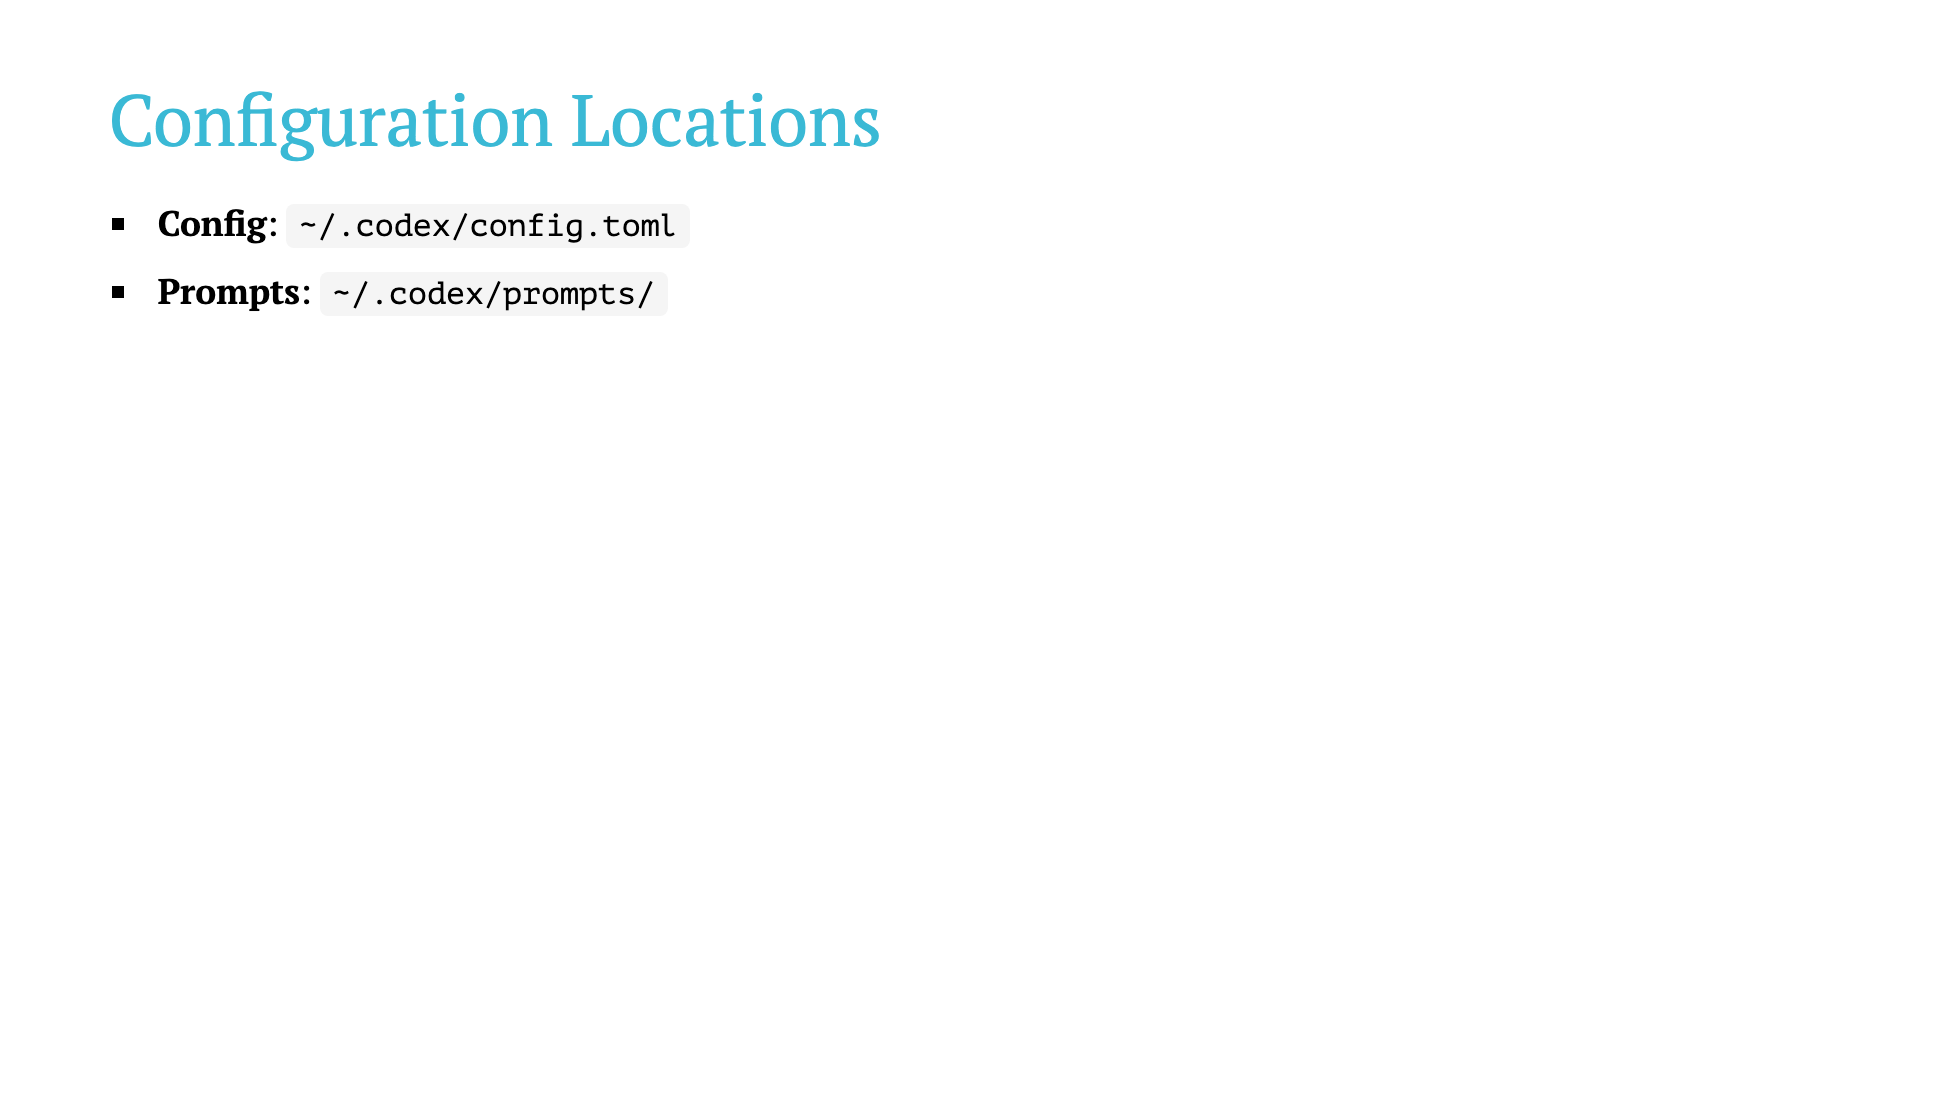 Configuration Locations
▪ Config: ~/.codex/config.toml
▪ Prompts: ~/.codex/prompts/